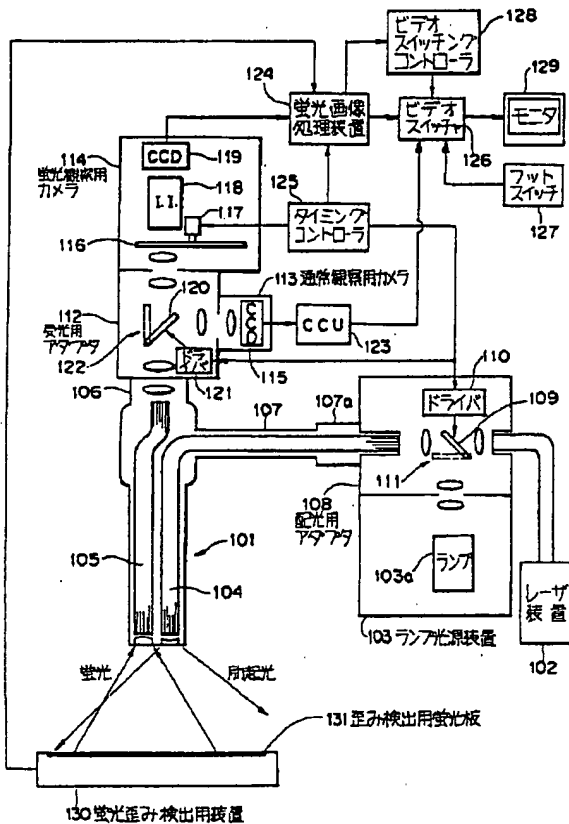 128
ビデオ
スイッチング
コントローラ
124
蛍光画像
処理装置
ビデオ
スイッチャ
126
129
モニタ
114
蛍光観察用
カメラ
CCD
119
118
I.I.
117
125
タイミング
コントローラ
フット
スイッチ
127
116
113 通常観察用カメラ
120
112
受光用
アダプタ
122
CCD
CCU
123
115
ドライバ
121
106
107
107a
110
ドライバ
109
111
108
配光用
アダプタ
101
105
104
ランプ
103a
レーザ
装置
102
103 ランプ光源装置
蛍光
励起光
131 歪み検出用蛍光板
130 蛍光歪み検出用装置